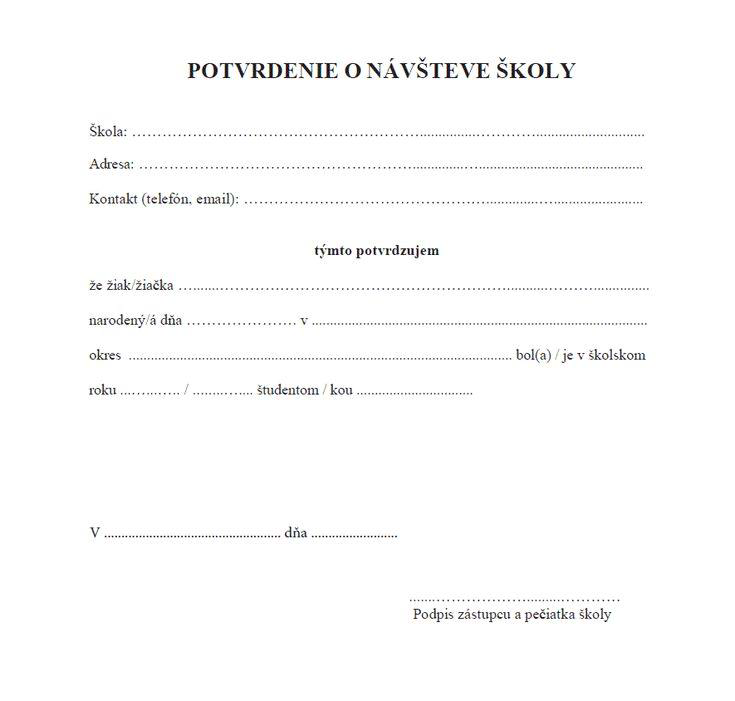 POTVRDENIE O NÁVŠTEVE ŠKOLY
Škola: ........................................................................................................
Adresa: ........................................................................................................
Kontakt (telefón, email): ................................................................................
týmto potvrdzujem
že žiak/žiačka ................................................................................................
narodený/á dňa ........................ v ................................................................................
okres ................................................................................ bol(a) / je v školskom
roku .............. / .............. študentom / kou ..................................
V ................................................... dňa .........................
..................................................
Podpis zástupcu a pečiatka školy